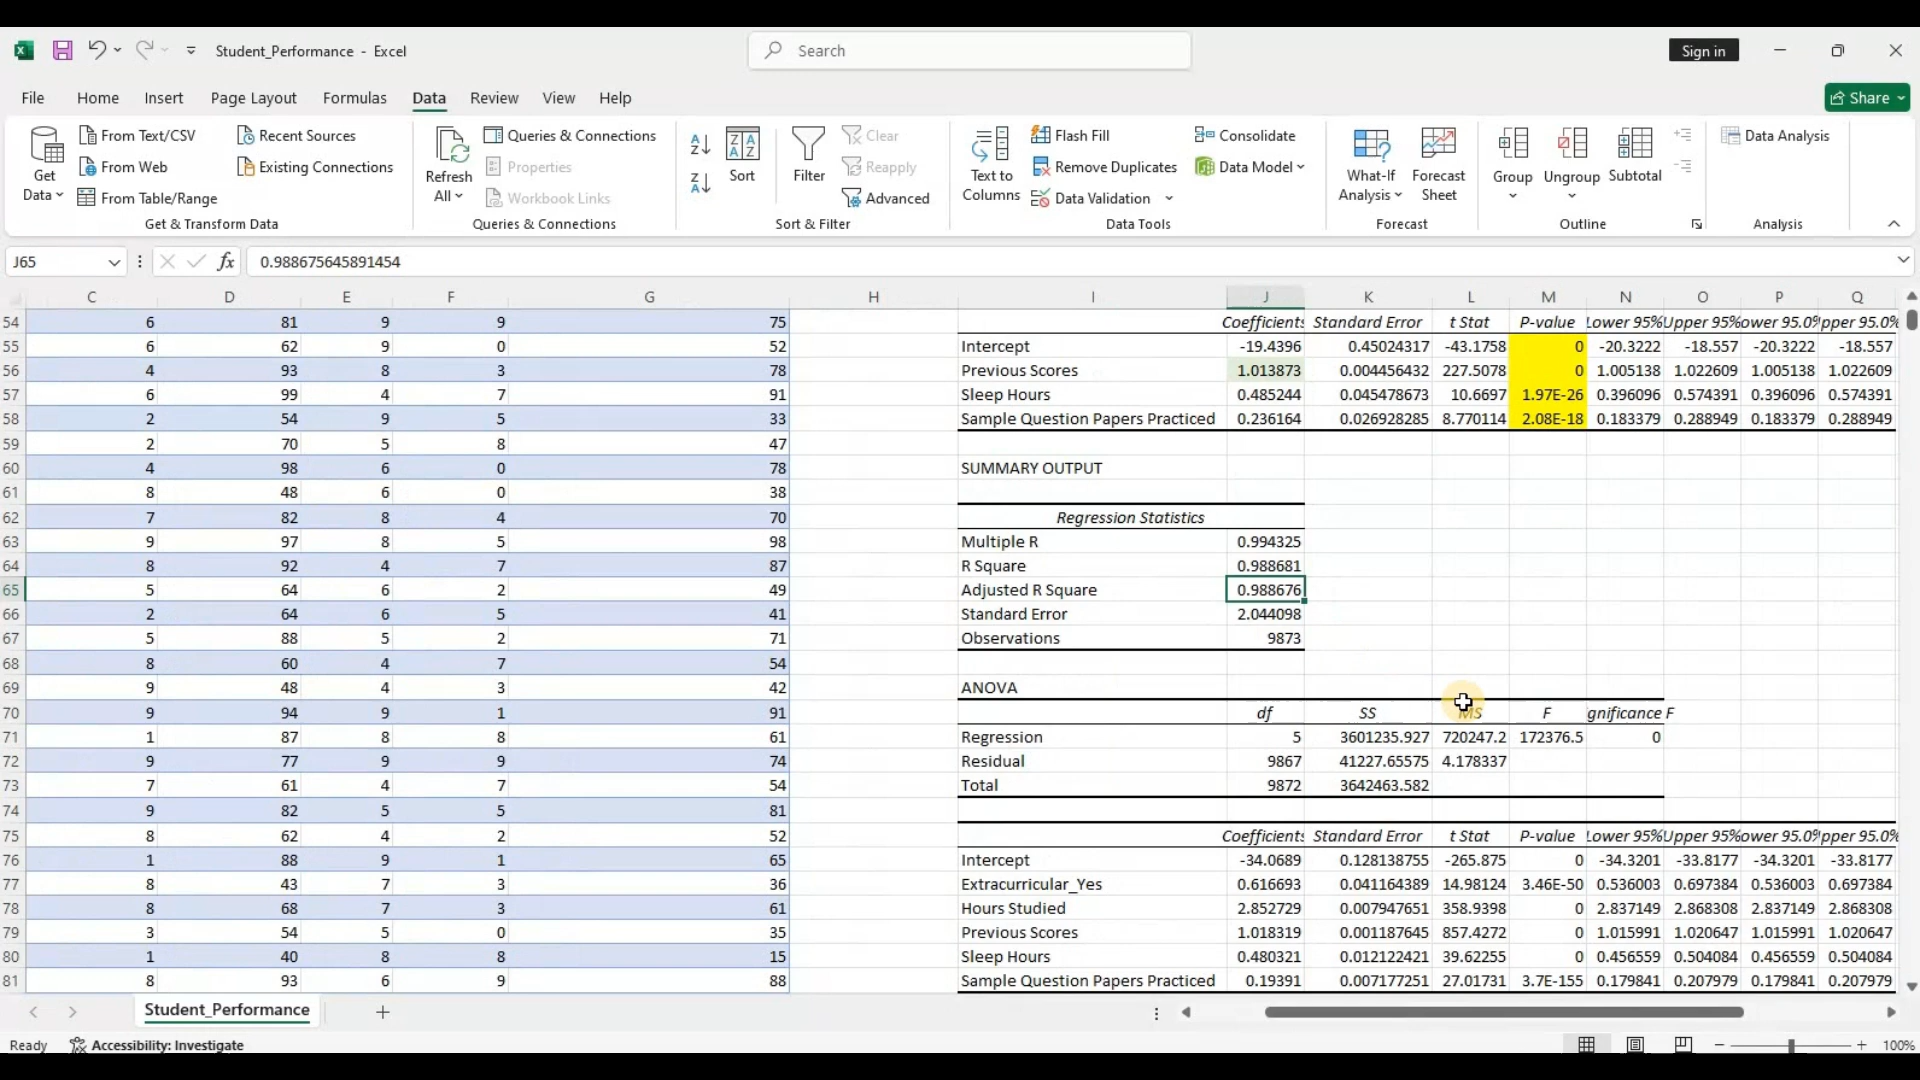 Student_Performance - Excel
Search
Sign in
File Home Insert Page Layout Formulas Data Review View Help
Share
Get Data
From Text/CSV
From Web
From Table/Range
Recent Sources
Existing Connections
Get & Transform Data
Refresh All
Queries & Connections
Properties
Workbook Links
Queries & Connections
Sort
Filter
Clear
Reapply
Advanced
Sort & Filter
Text to Columns
Flash Fill
Remove Duplicates
Data Validation
Consolidate
Data Model
Data Tools
What-If Analysis
Forecast Sheet
Forecast
Group
Ungroup
Subtotal
Outline
Data Analysis
Analysis
J65 fx 0.988675645891454
C D E F G H I J K L M N O P Q
54 6 81 9 9 75 Coefficients Standard Error t Stat P-value Lower 95% Upper 95% ower 95.0% pper 95.0%
55 6 62 9 0 52 Intercept -19.4396 0.45024317 -43.1758 0 -20.3222 -18.557 -20.3222 -18.557
56 4 93 8 3 78 Previous Scores 1.013873 0.004456432 227.5078 0 1.005138 1.022609 1.005138 1.022609
57 6 99 4 7 91 Sleep Hours 0.485244 0.045478673 10.6697 1.97E-26 0.396096 0.574391 0.396096 0.574391
58 2 54 9 5 33 Sample Question Papers Practiced 0.236164 0.026928285 8.770114 2.08E-18 0.183379 0.288949 0.183379 0.288949
59 2 70 5 8 47
60 4 98 6 0 78 SUMMARY OUTPUT
61 8 48 6 0 38
62 7 82 8 4 70 Regression Statistics
63 9 97 8 5 98 Multiple R 0.994325
64 8 92 4 7 87 R Square 0.988681
65 5 64 6 2 49 Adjusted R Square 0.988676
66 2 64 6 5 41 Standard Error 2.044098
67 5 88 5 2 71 Observations 9873
68 8 60 4 7 54
69 9 48 4 3 42 ANOVA
70 9 94 9 1 91 df SS MS F gnificance F
71 1 87 8 8 61 Regression 5 3601235.927 720247.2 172376.5 0
72 9 77 9 9 74 Residual 9867 41227.65575 4.178337
73 7 61 4 7 54 Total 9872 3642463.582
74 9 82 5 5 81
75 8 62 4 2 52 Coefficients Standard Error t Stat P-value Lower 95% Upper 95% ower 95.0% pper 95.0%
76 1 88 9 1 65 Intercept -34.0689 0.128138755 -265.875 0 -34.3201 -33.8177 -34.3201 -33.8177
77 8 43 7 3 36 Extracurricular_Yes 0.616693 0.041164389 14.98124 3.46E-50 0.536003 0.697384 0.536003 0.697384
78 8 68 7 3 61 Hours Studied 2.852729 0.007947651 358.9398 0 2.837149 2.868308 2.837149 2.868308
79 3 54 5 0 35 Previous Scores 1.018319 0.001187645 857.4272 0 1.015991 1.020647 1.015991 1.020647
80 1 40 8 8 15 Sleep Hours 0.480321 0.012122421 39.62255 0 0.456559 0.504084 0.456559 0.504084
81 8 93 6 9 88 Sample Question Papers Practiced 0.19391 0.007177251 27.01731 3.7E-155 0.179841 0.207979 0.179841 0.207979
Student_Performance
Ready Accessibility: Investigate 100%